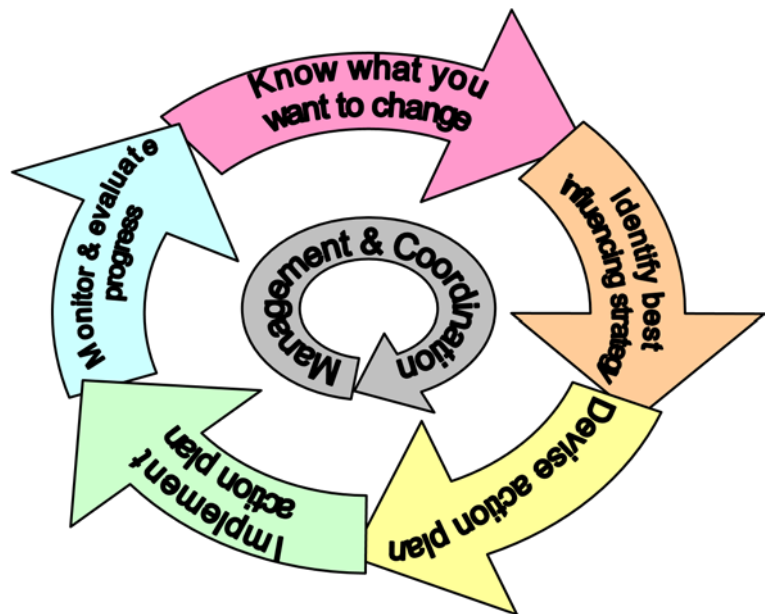 Know what you
want to change
Identify best
influencing strategy
Devise action plan
Implement
action plan
Monitor & evaluate
progress
Management & Coordination